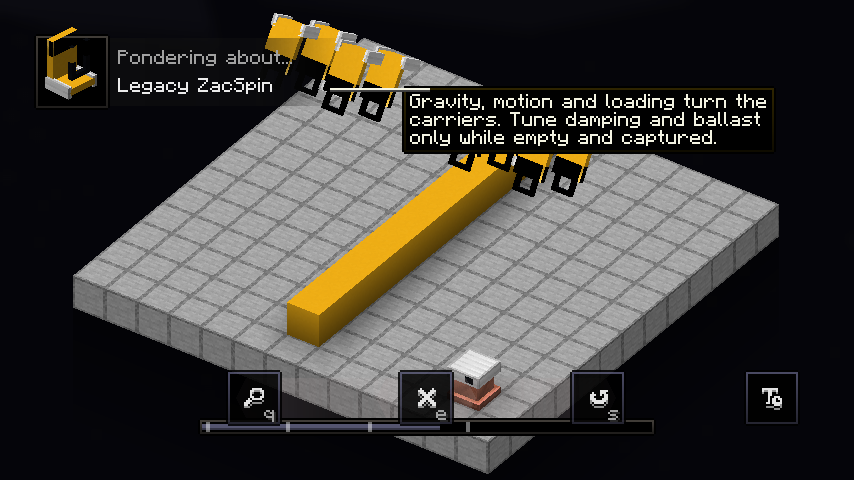 Pondering about...
Legacy ZacSpin
Gravity, motion and loading turn the
carriers. Tune damping and ballast
only while empty and captured.
q
e
s
T